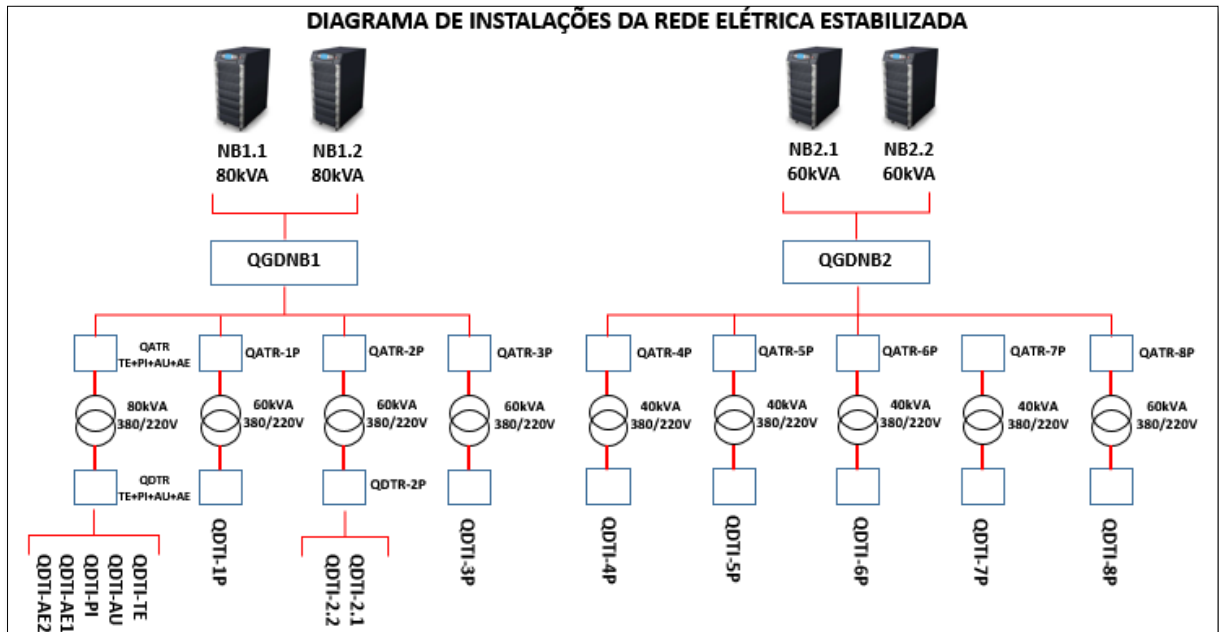 DIAGRAMA DE INSTALAÇÕES DA REDE ELÉTRICA ESTABILIZADA
NB1.1
80kVA
NB1.2
80kVA
NB2.1
60kVA
NB2.2
60kVA
QGDNB1
QGDNB2
QATR
TE+PI+AU+AE
QATR-1P
QATR-2P
QATR-3P
QATR-4P
QATR-5P
QATR-6P
QATR-7P
QATR-8P
80kVA
380/220V
60kVA
380/220V
60kVA
380/220V
60kVA
380/220V
40kVA
380/220V
40kVA
380/220V
40kVA
380/220V
40kVA
380/220V
60kVA
380/220V
QDTR
TE+PI+AU+AE
QDTR-2P
QDTI-AE2
QDTI-AE1
QDTI-PI
QDTI-AU
QDTI-TE
QDTI-1P
QDTI-2.2
QDTI-2.1
QDTI-3P
QDTI-4P
QDTI-5P
QDTI-6P
QDTI-7P
QDTI-8P